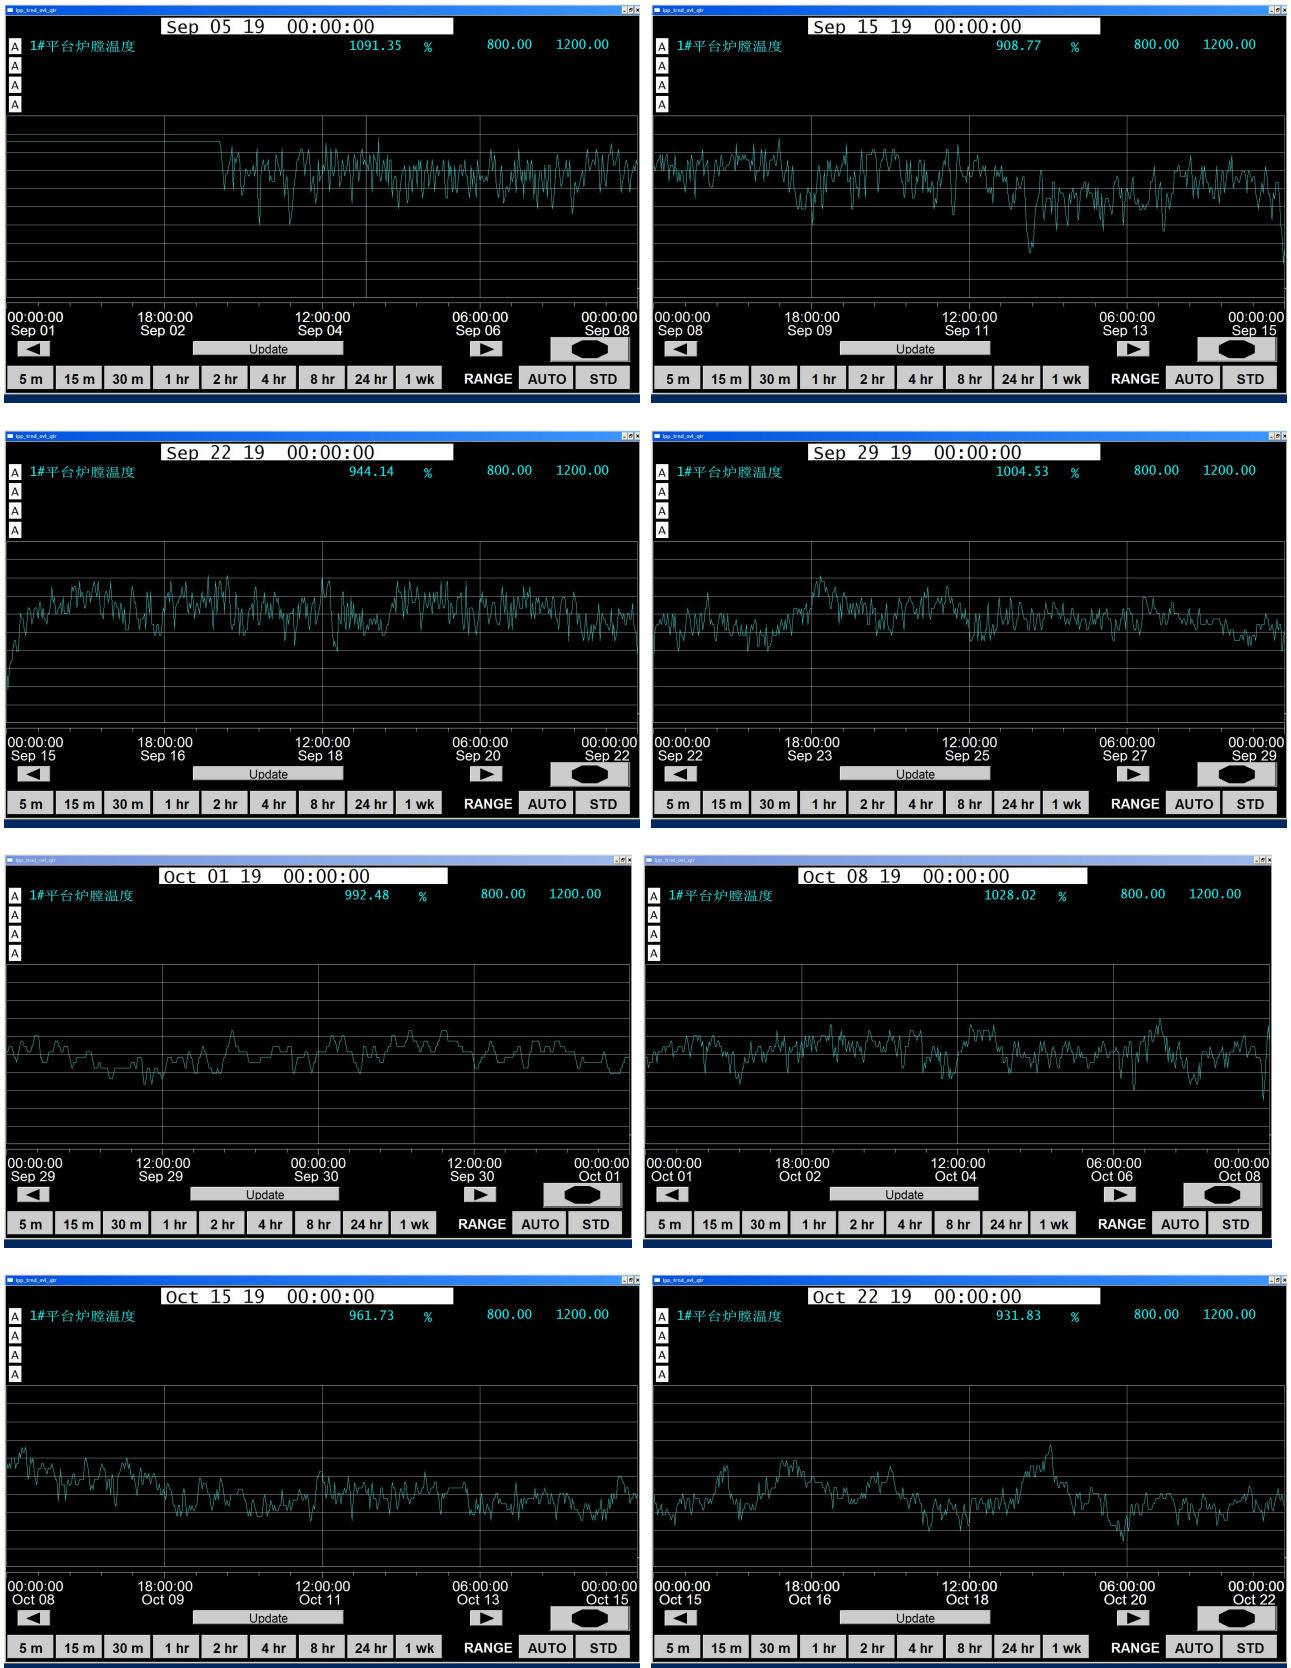 lpp_trnd_ovl_qtr
Sep 05 19 00:00:00
A 1#平台炉膛温度 1091.35 % 800.00 1200.00
A
A
A
00:00:00 18:00:00 12:00:00 06:00:00 00:00:00
Sep 01 Sep 02 Sep 04 Sep 06 Sep 08
Update
5 m 15 m 30 m 1 hr 2 hr 4 hr 8 hr 24 hr 1 wk RANGE AUTO STD
lpp_trnd_ovl_qtr
Sep 15 19 00:00:00
A 1#平台炉膛温度 908.77 % 800.00 1200.00
A
A
A
00:00:00 18:00:00 12:00:00 06:00:00 00:00:00
Sep 08 Sep 09 Sep 11 Sep 13 Sep 15
Update
5 m 15 m 30 m 1 hr 2 hr 4 hr 8 hr 24 hr 1 wk RANGE AUTO STD
lpp_trnd_ovl_qtr
Sep 22 19 00:00:00
A 1#平台炉膛温度 944.14 % 800.00 1200.00
A
A
A
00:00:00 18:00:00 12:00:00 06:00:00 00:00:00
Sep 15 Sep 16 Sep 18 Sep 20 Sep 22
Update
5 m 15 m 30 m 1 hr 2 hr 4 hr 8 hr 24 hr 1 wk RANGE AUTO STD
lpp_trnd_ovl_qtr
Sep 29 19 00:00:00
A 1#平台炉膛温度 1004.53 % 800.00 1200.00
A
A
A
00:00:00 18:00:00 12:00:00 06:00:00 00:00:00
Sep 22 Sep 23 Sep 25 Sep 27 Sep 29
Update
5 m 15 m 30 m 1 hr 2 hr 4 hr 8 hr 24 hr 1 wk RANGE AUTO STD
lpp_trnd_ovl_qtr
Oct 01 19 00:00:00
A 1#平台炉膛温度 992.48 % 800.00 1200.00
A
A
A
00:00:00 12:00:00 00:00:00 12:00:00 00:00:00
Sep 29 Sep 29 Sep 30 Sep 30 Oct 01
Update
5 m 15 m 30 m 1 hr 2 hr 4 hr 8 hr 24 hr 1 wk RANGE AUTO STD
lpp_trnd_ovl_qtr
Oct 08 19 00:00:00
A 1#平台炉膛温度 1028.02 % 800.00 1200.00
A
A
A
00:00:00 18:00:00 12:00:00 06:00:00 00:00:00
Oct 01 Oct 02 Oct 04 Oct 06 Oct 08
Update
5 m 15 m 30 m 1 hr 2 hr 4 hr 8 hr 24 hr 1 wk RANGE AUTO STD
lpp_trnd_ovl_qtr
Oct 15 19 00:00:00
A 1#平台炉膛温度 961.73 % 800.00 1200.00
A
A
A
00:00:00 18:00:00 12:00:00 06:00:00 00:00:00
Oct 08 Oct 09 Oct 11 Oct 13 Oct 15
Update
5 m 15 m 30 m 1 hr 2 hr 4 hr 8 hr 24 hr 1 wk RANGE AUTO STD
lpp_trnd_ovl_qtr
Oct 22 19 00:00:00
A 1#平台炉膛温度 931.83 % 800.00 1200.00
A
A
A
00:00:00 18:00:00 12:00:00 06:00:00 00:00:00
Oct 15 Oct 16 Oct 18 Oct 20 Oct 22
Update
5 m 15 m 30 m 1 hr 2 hr 4 hr 8 hr 24 hr 1 wk RANGE AUTO STD